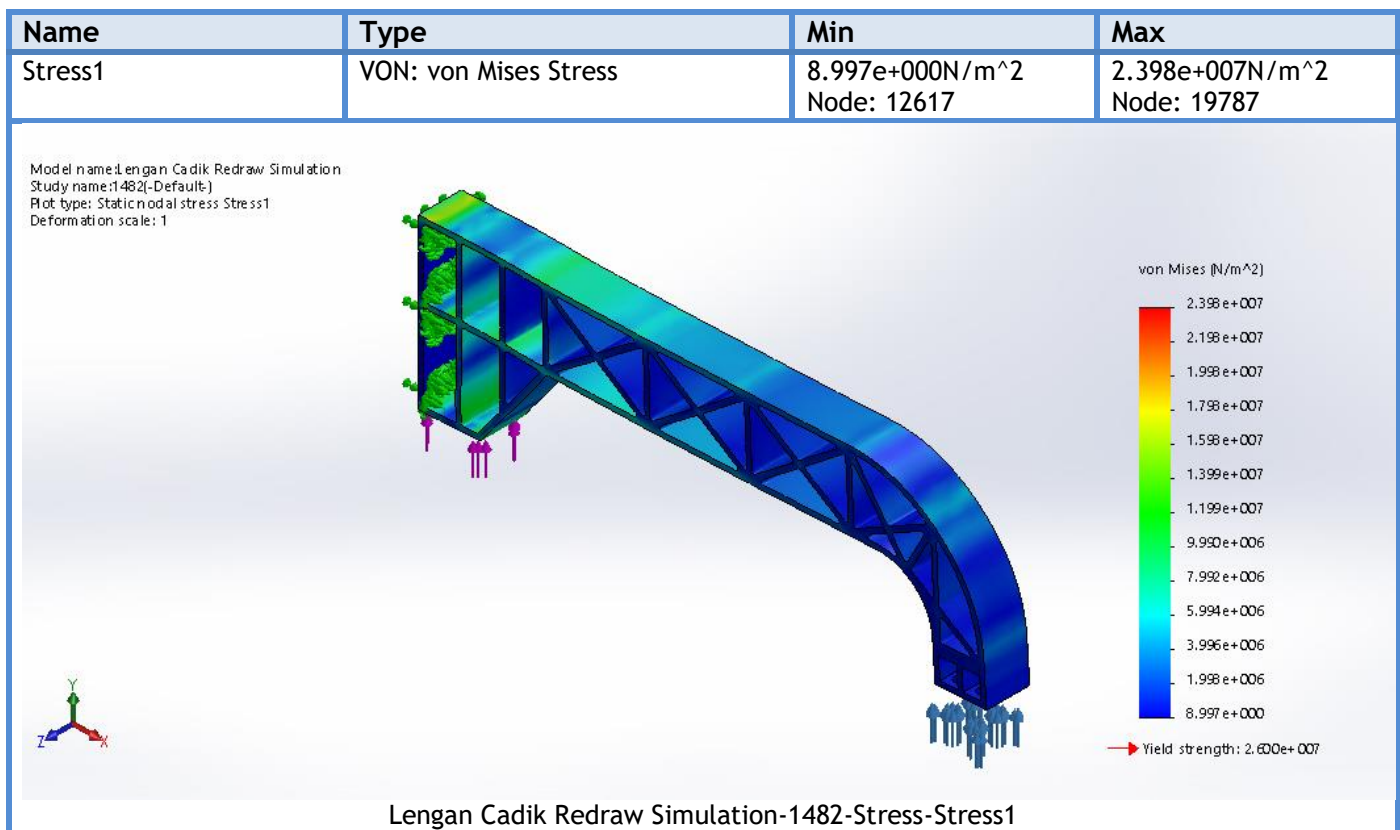 Name Type Min Max
Stress1 VON: von Mises Stress 8.997e+000N/m^2 2.398e+007N/m^2
Node: 12617 Node: 19787
Model name:Lengan Cadik Redraw Simulation
Study name:1482(-Default-)
Plot type: Static nodal stress Stress1
Deformation scale: 1
von Mises (N/m^2)
2.398e+007
2.198e+007
1.998e+007
1.798e+007
1.598e+007
1.399e+007
1.199e+007
9.990e+006
7.992e+006
5.994e+006
3.996e+006
1.998e+006
8.997e+000
Yield strength: 2.600e+007
Y
Z
X
Lengan Cadik Redraw Simulation-1482-Stress-Stress1